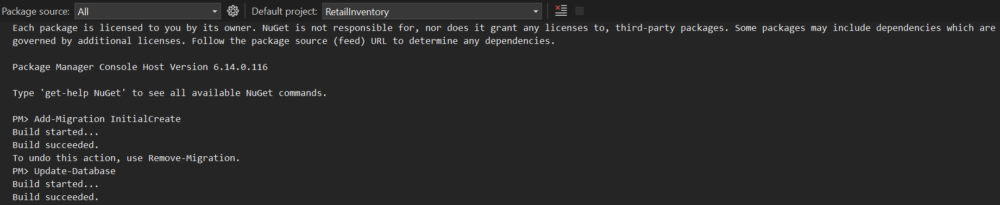 Package source: All Default project: RetailInventory
Each package is licensed to you by its owner. NuGet is not responsible for, nor does it grant any licenses to, third-party packages. Some packages may include dependencies which are
governed by additional licenses. Follow the package source (feed) URL to determine any dependencies.
Package Manager Console Host Version 6.14.0.116
Type 'get-help NuGet' to see all available NuGet commands.
PM> Add-Migration InitialCreate
Build started...
Build succeeded.
To undo this action, use Remove-Migration.
PM> Update-Database
Build started...
Build succeeded.